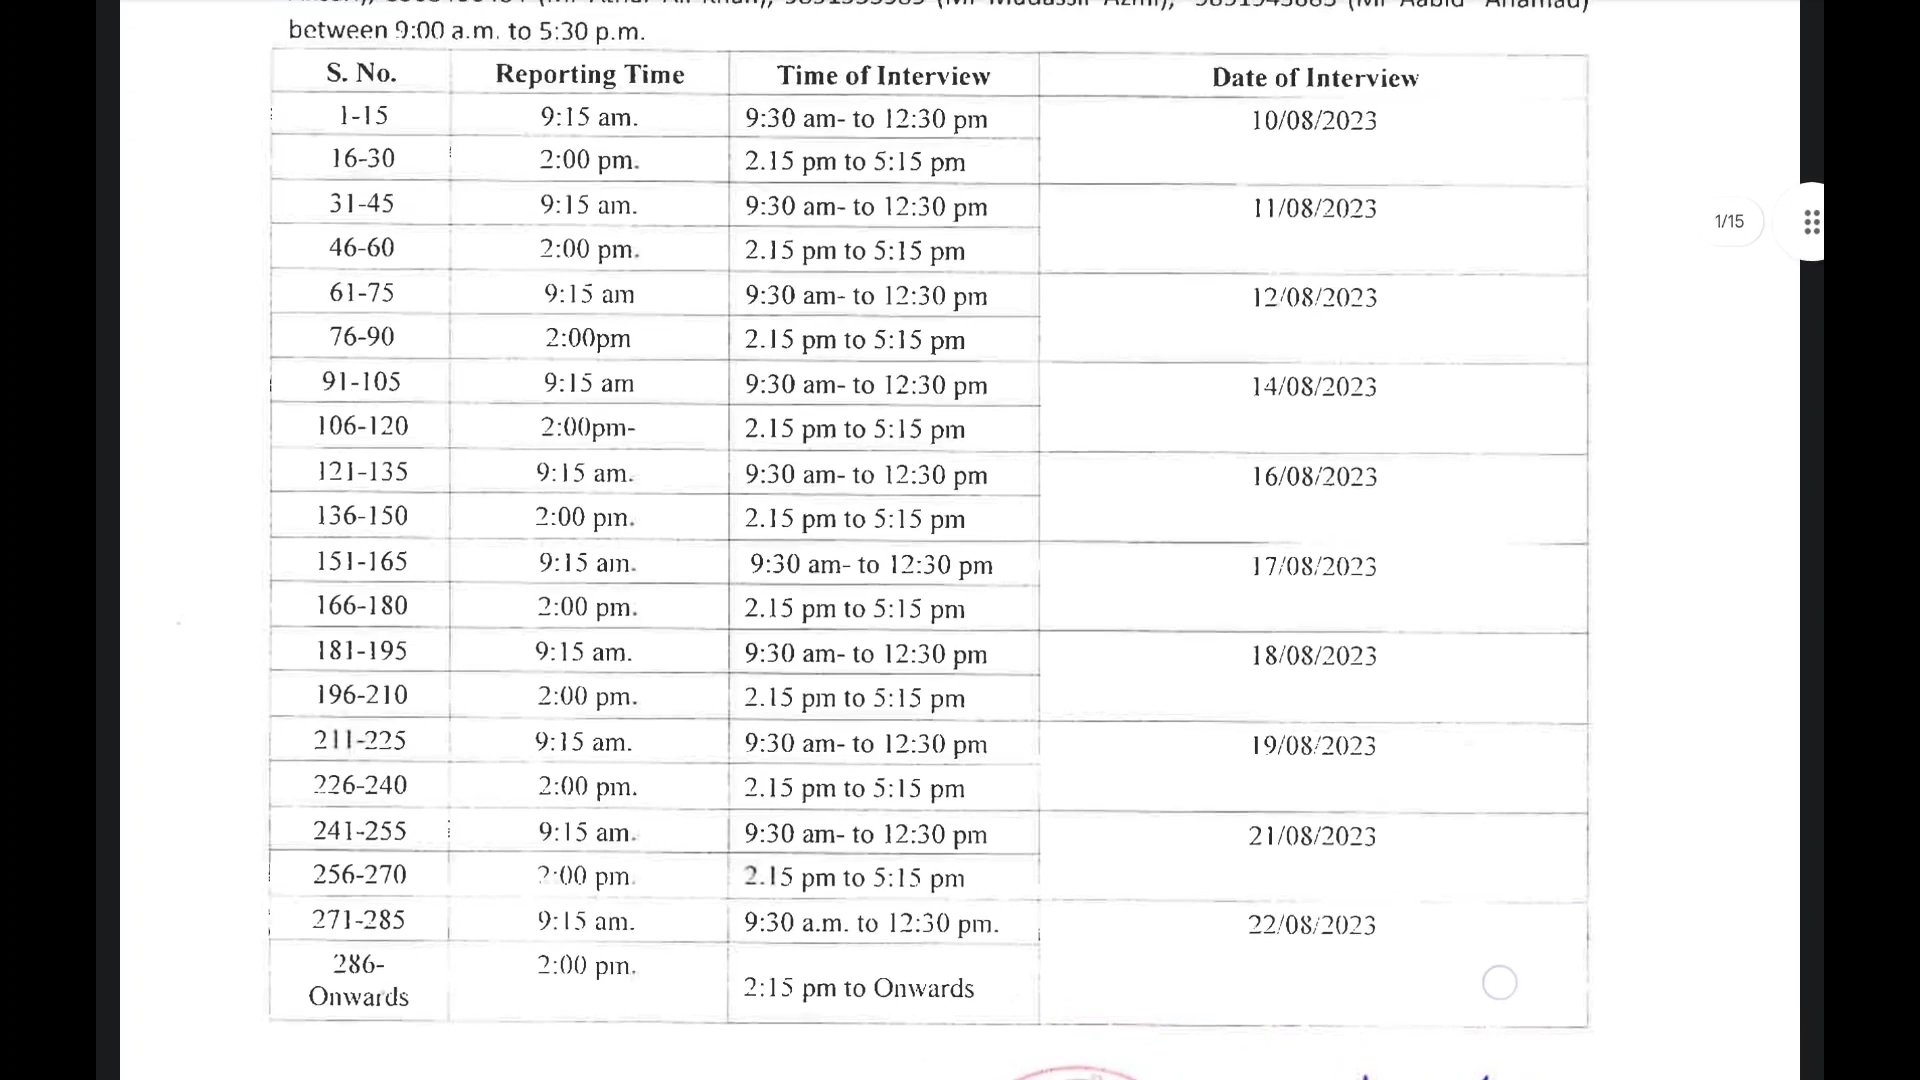 between 9:00 a.m. to 5:30 p.m.
S. No. Reporting Time Time of Interview Date of Interview
1-15 9:15 am. 9:30 am- to 12:30 pm 10/08/2023
16-30 2:00 pm. 2.15 pm to 5:15 pm
31-45 9:15 am. 9:30 am- to 12:30 pm 11/08/2023
46-60 2:00 pm. 2.15 pm to 5:15 pm
61-75 9:15 am 9:30 am- to 12:30 pm 12/08/2023
76-90 2:00pm 2.15 pm to 5:15 pm
91-105 9:15 am 9:30 am- to 12:30 pm 14/08/2023
106-120 2:00pm- 2.15 pm to 5:15 pm
121-135 9:15 am. 9:30 am- to 12:30 pm 16/08/2023
136-150 2:00 pm. 2.15 pm to 5:15 pm
151-165 9:15 am. 9:30 am- to 12:30 pm 17/08/2023
166-180 2:00 pm. 2.15 pm to 5:15 pm
181-195 9:15 am. 9:30 am- to 12:30 pm 18/08/2023
196-210 2:00 pm. 2.15 pm to 5:15 pm
211-225 9:15 am. 9:30 am- to 12:30 pm 19/08/2023
226-240 2:00 pm. 2.15 pm to 5:15 pm
241-255 9:15 am. 9:30 am- to 12:30 pm 21/08/2023
256-270 2:00 pm. 2.15 pm to 5:15 pm
271-285 9:15 am. 9:30 a.m. to 12:30 pm. 22/08/2023
286- 2:00 pm. 2:15 pm to Onwards
Onwards
1/15